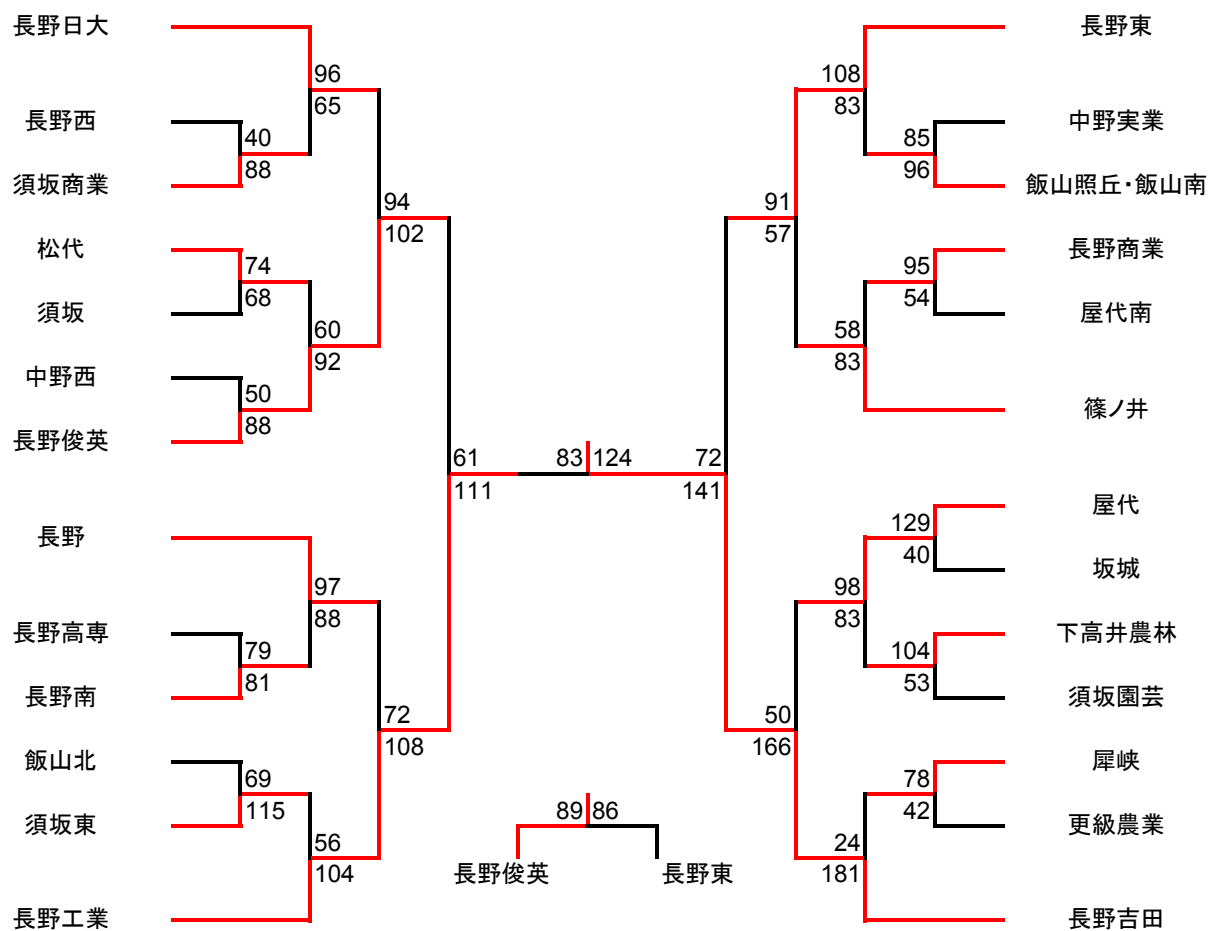 長野日大
長野東
96
108
65
83
長野西
中野実業
40
85
88
96
須坂商業
飯山照丘・飯山南
94
91
102
57
松代
長野商業
74
95
68
54
須坂
屋代南
60
58
92
83
中野西
50
88
篠ノ井
長野俊英
61
83
124
72
111
141
屋代
129
40
長野
坂城
97
98
88
83
長野高専
下高井農林
79
104
81
53
長野南
須坂園芸
72
50
108
166
飯山北
犀峡
69
78
115
42
須坂東
89
86
更級農業
56
24
104
181
長野俊英
長野東
長野工業
長野吉田